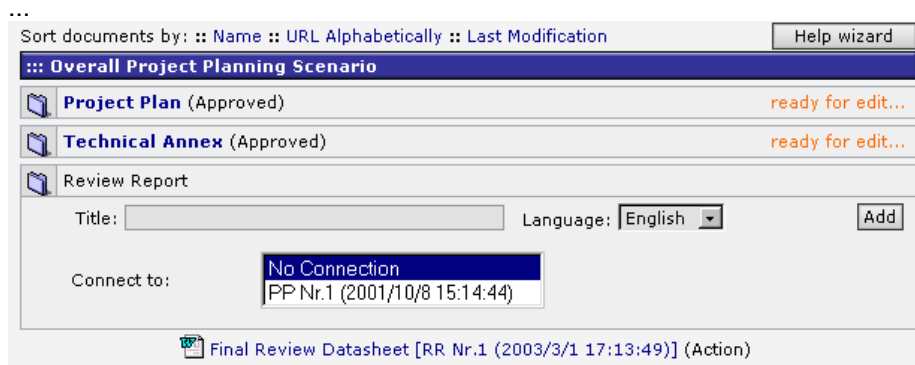 ...
Sort documents by: :: Name :: URL Alphabetically :: Last Modification Help wizard
::: Overall Project Planning Scenario
Project Plan (Approved) ready for edit...
Technical Annex (Approved) ready for edit...
Review Report
Title: Language: English Add
No Connection
Connect to:
PP Nr.1 (2001/10/8 15:14:44)
Final Review Datasheet [RR Nr.1 (2003/3/1 17:13:49)] (Action)